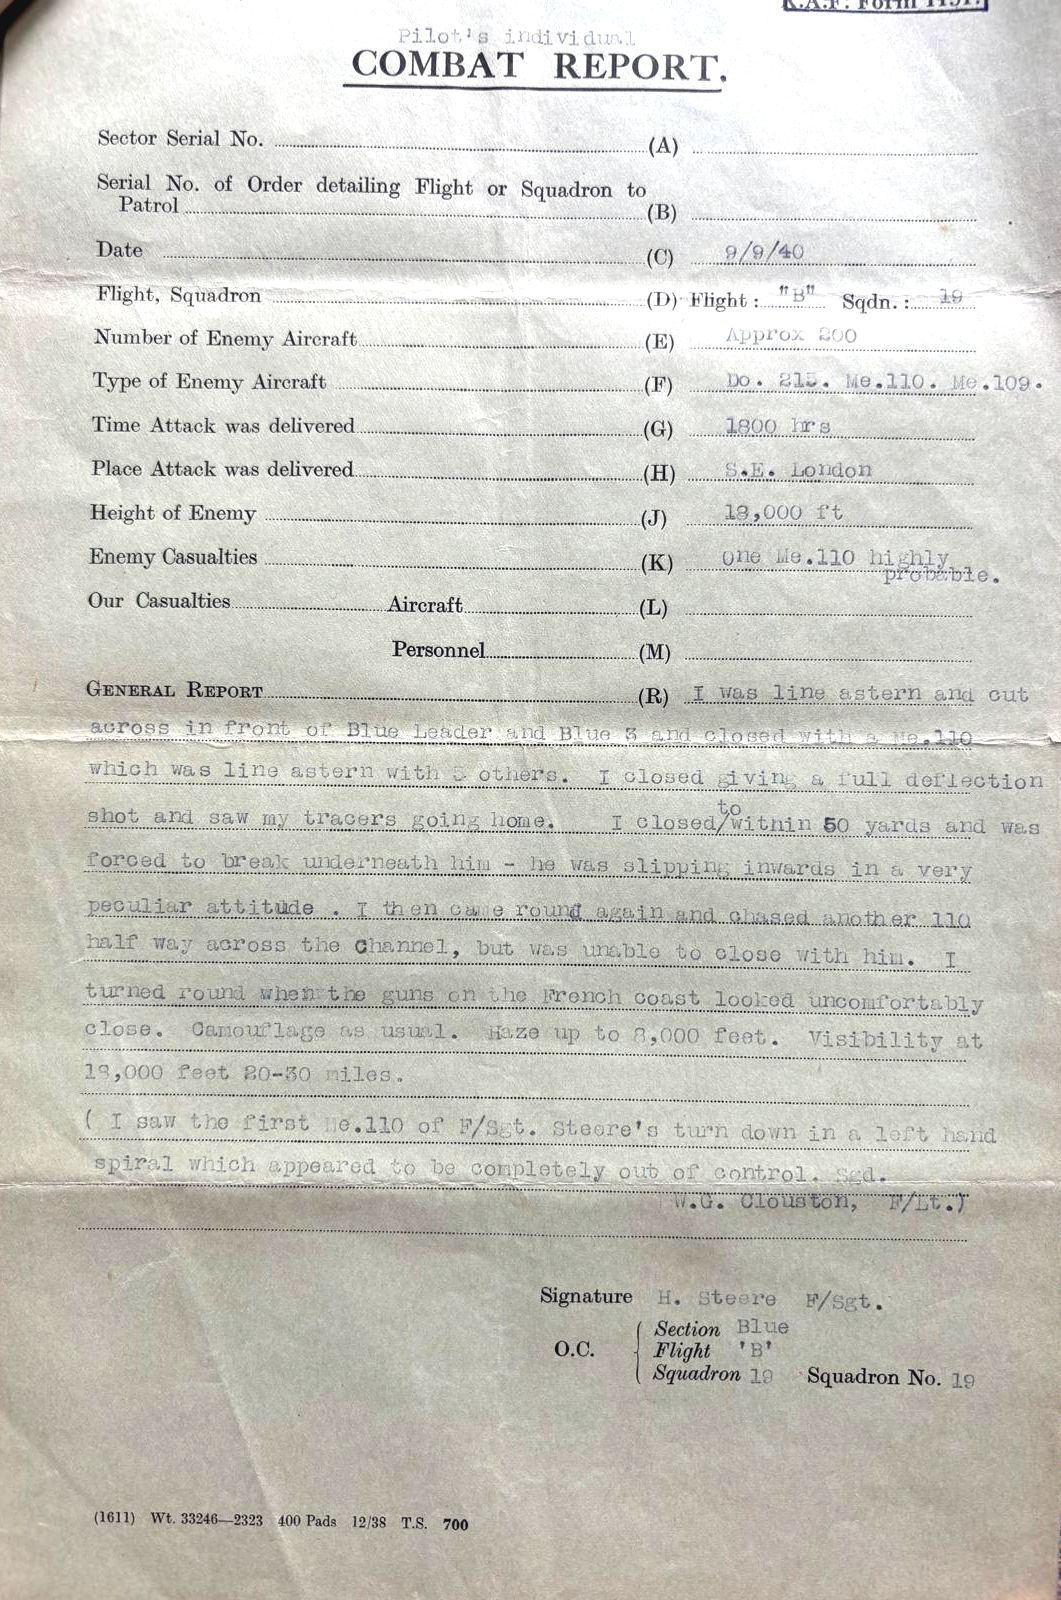 R.A.F. Form 1151.
Pilot's individual
COMBAT REPORT.
Sector Serial No. (A)
Serial No. of Order detailing Flight or Squadron to
Patrol (B)
Date (C) 9/9/40
Flight, Squadron (D) Flight : "B" Sqdn. : 19
Number of Enemy Aircraft (E) Approx 200
Type of Enemy Aircraft (F) Do. 215. Me.110. Me.109.
Time Attack was delivered (G) 1800 hrs
Place Attack was delivered (H) S.E. London
Height of Enemy (J) 18,000 ft
Enemy Casualties (K) one Me.110 highly
probable.
Our Casualties Aircraft (L)
Personnel (M)
GENERAL REPORT (R) I was line astern and cut
across in front of Blue Leader and Blue 3 and closed with a Me.110
which was line astern with 5 others. I closed giving a full deflection
shot and saw my tracers going home. I closed/to within 50 yards and was
forced to break underneath him - he was slipping inwards in a very
peculiar attitude . I then came round again and chased another 110
half way across the Channel, but was unable to close with him. I
turned round when the guns on the French coast looked uncomfortably
close. Camouflage as usual. Haze up to 8,000 feet. Visibility at
18,000 feet 20-30 miles.
( I saw the first Me.110 of F/Sgt. Steere's turn down in a left hand
spiral which appeared to be completely out of control. Sgd.
W.G. Clouston, F/Lt.)
Signature H. Steere F/Sgt.
Section Blue
O.C. Flight 'B'
Squadron 19 Squadron No. 19
(1611) Wt. 33246—2323 400 Pads 12/38 T.S. 700